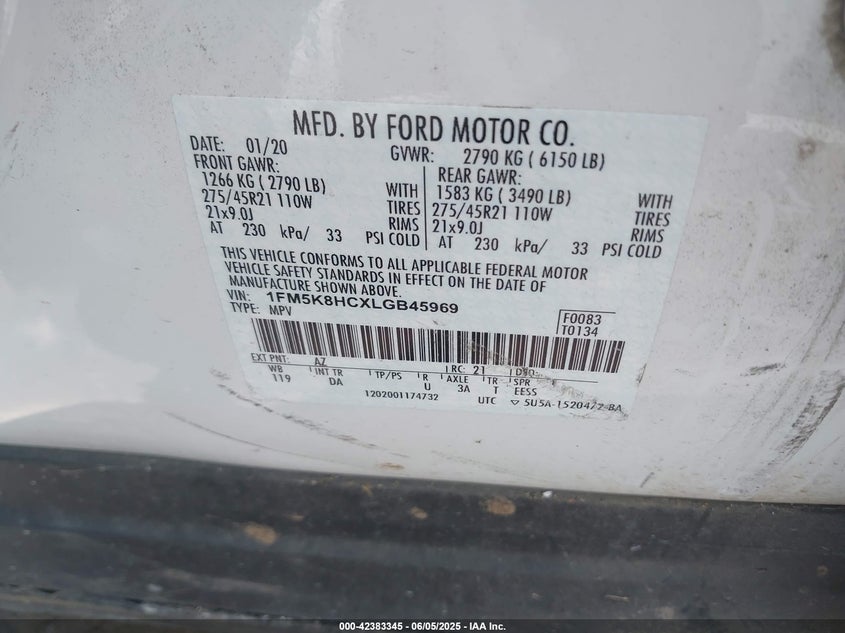 MFD. BY FORD MOTOR CO.
DATE: 01/20 GVWR: 2790 KG ( 6150 LB)
FRONT GAWR: REAR GAWR:
1266 KG ( 2790 LB) WITH 1583 KG ( 3490 LB) WITH
275/45R21 110W TIRES 275/45R21 110W TIRES
21x9.0J RIMS 21x9.0J RIMS
AT 230 kPa/ 33 PSI COLD AT 230 kPa/ 33 PSI COLD
THIS VEHICLE CONFORMS TO ALL APPLICABLE FEDERAL MOTOR
VEHICLE SAFETY STANDARDS IN EFFECT ON THE DATE OF
MANUFACTURE SHOWN ABOVE.
VIN: 1FM5K8HCXLGB45969
TYPE: MPV
F0083
T0134
EXT PNT: AZ RC: 21 DSO:
WB INT TR TP/PS R AXLE TR SPR
119 DA U 3A T EESS
1202001174732 UTC ▽ 5U5A-1520472-BA
000-42383345 - 06/05/2025 - IAA Inc.